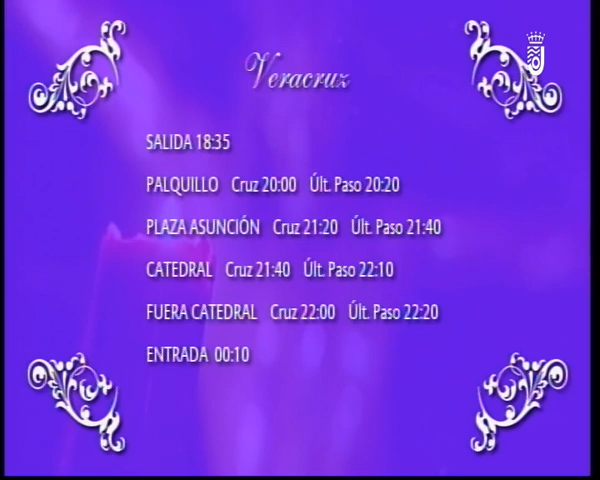 Veracruz
SALIDA 18:35
PALQUILLO Cruz 20:00 Últ. Paso 20:20
PLAZA ASUNCIÓN Cruz 21:20 Últ. Paso 21:40
CATEDRAL Cruz 21:40 Últ. Paso 22:10
FUERA CATEDRAL Cruz 22:00 Últ. Paso 22:20
ENTRADA 00:10